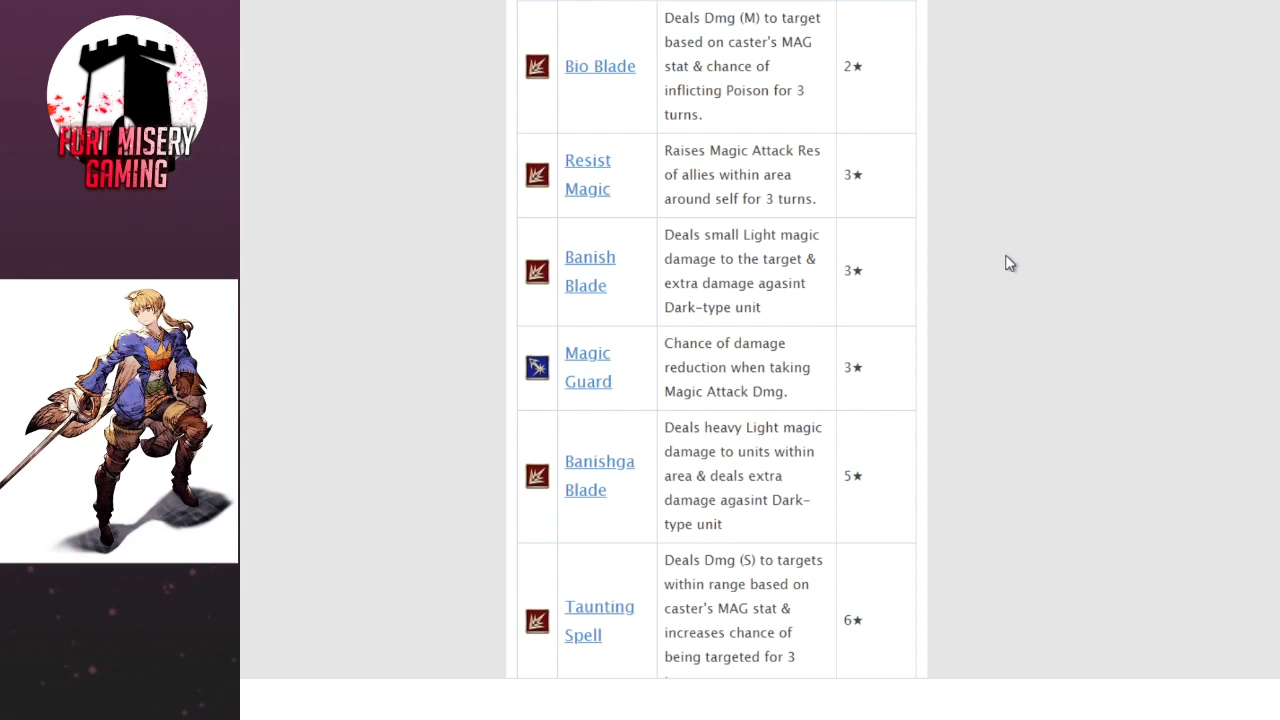 FORT MISERY
GAMING
Bio Blade
Deals Dmg (M) to target
based on caster's MAG
stat & chance of
inflicting Poison for 3
turns.
2★
Resist
Magic
Raises Magic Attack Res
of allies within area
around self for 3 turns.
3★
Banish
Blade
Deals small Light magic
damage to the target &
extra damage agasint
Dark-type unit
3★
Magic
Guard
Chance of damage
reduction when taking
Magic Attack Dmg.
3★
Banishga
Blade
Deals heavy Light magic
damage to units within
area & deals extra
damage agasint Dark-
type unit
5★
Taunting
Spell
Deals Dmg (S) to targets
within range based on
caster's MAG stat &
increases chance of
being targeted for 3
6★